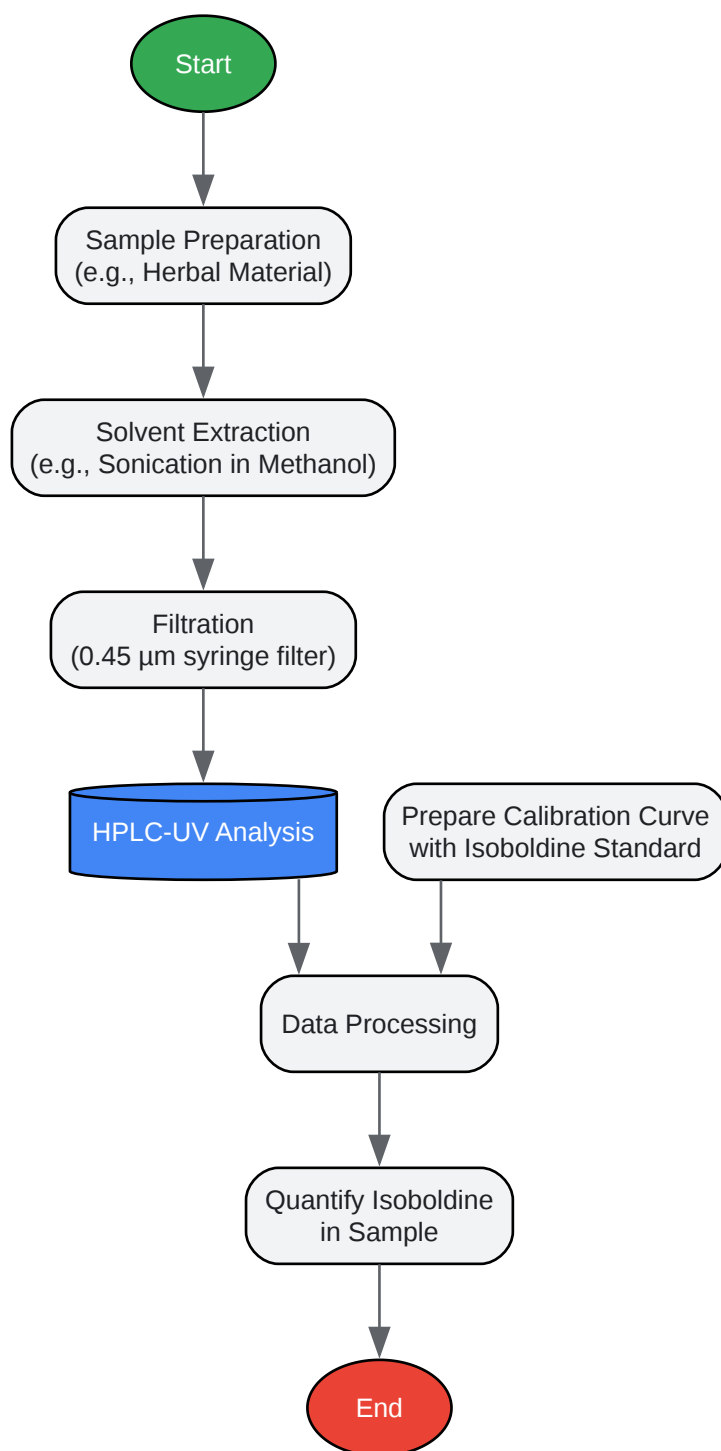 Start
Sample Preparation
(e.g., Herbal Material)
Solvent Extraction
(e.g., Sonication in Methanol)
Filtration
(0.45 µm syringe filter)
HPLC-UV Analysis
Prepare Calibration Curve
with Isoboldine Standard
Data Processing
Quantify Isoboldine
in Sample
End